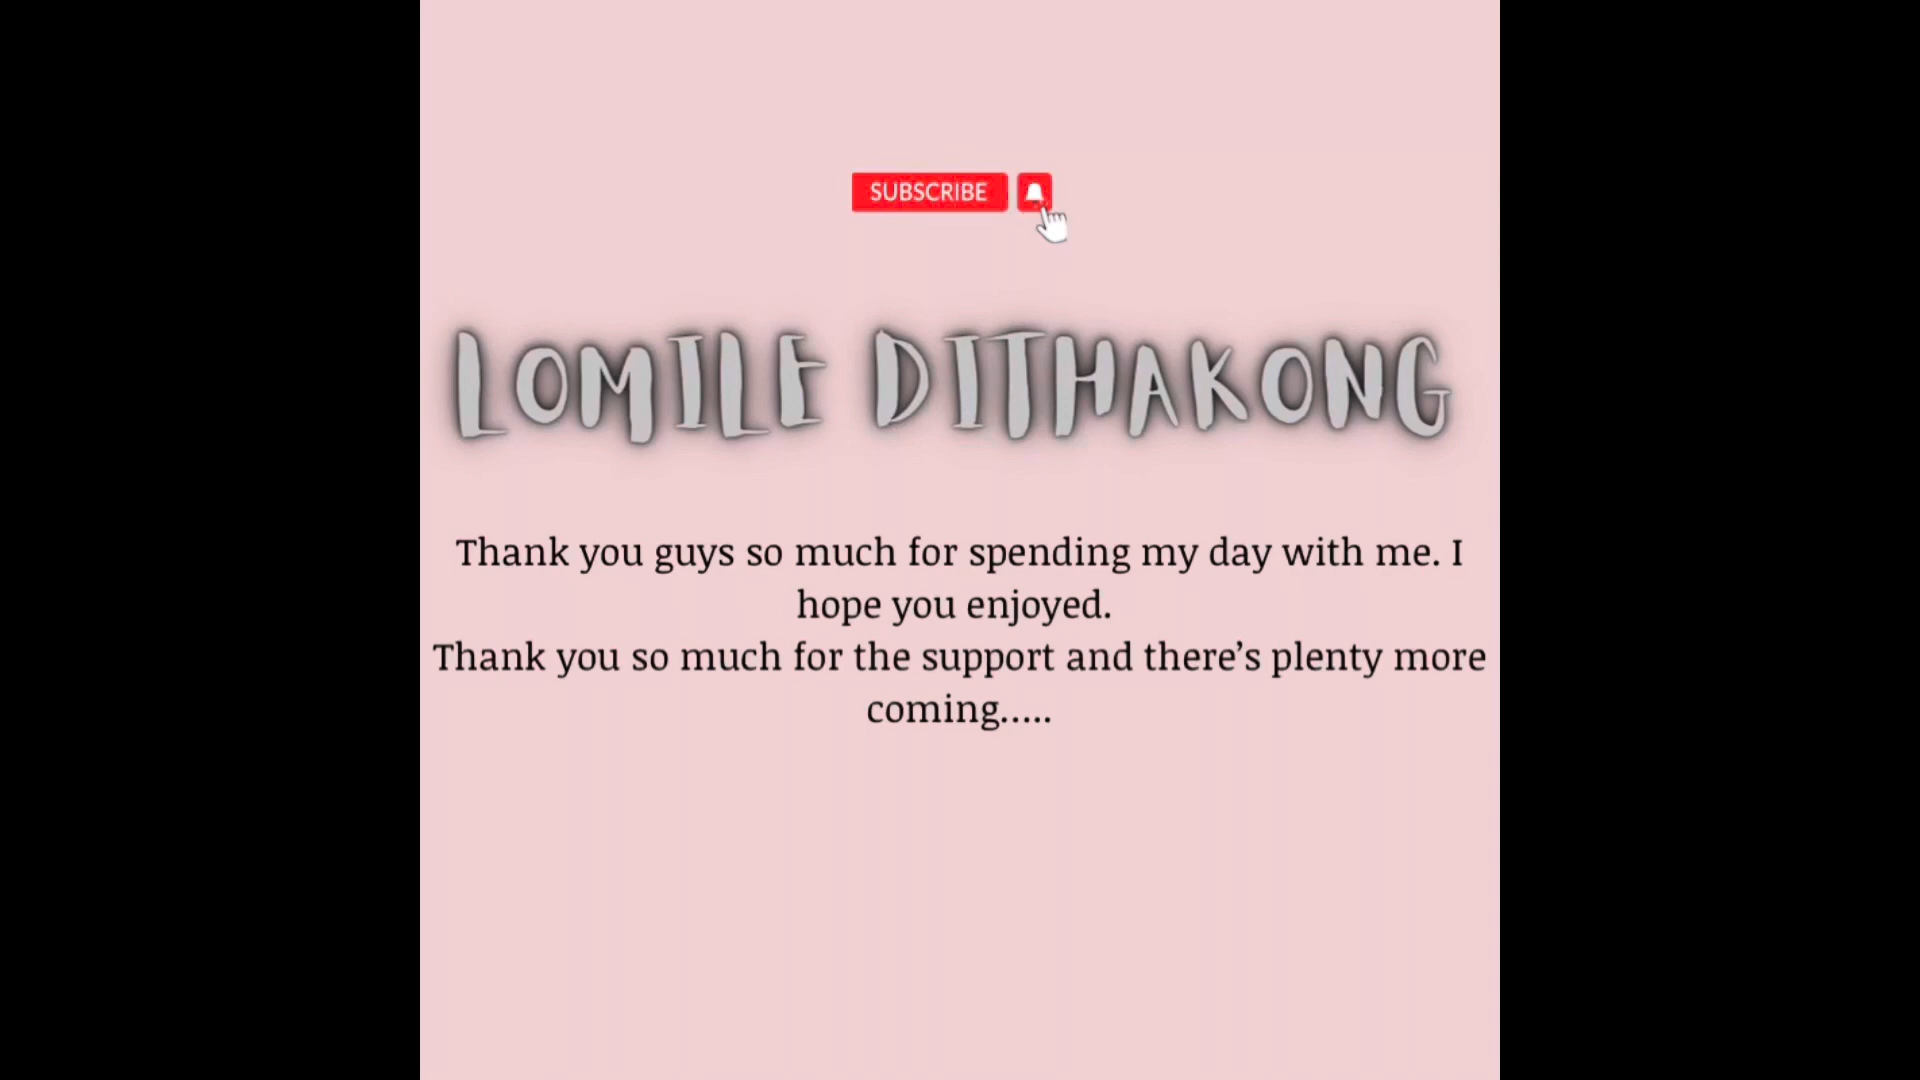 SUBSCRIBE
LOMILE DITHAKONG
Thank you guys so much for spending my day with me. I
hope you enjoyed.
Thank you so much for the support and there's plenty more
coming.....